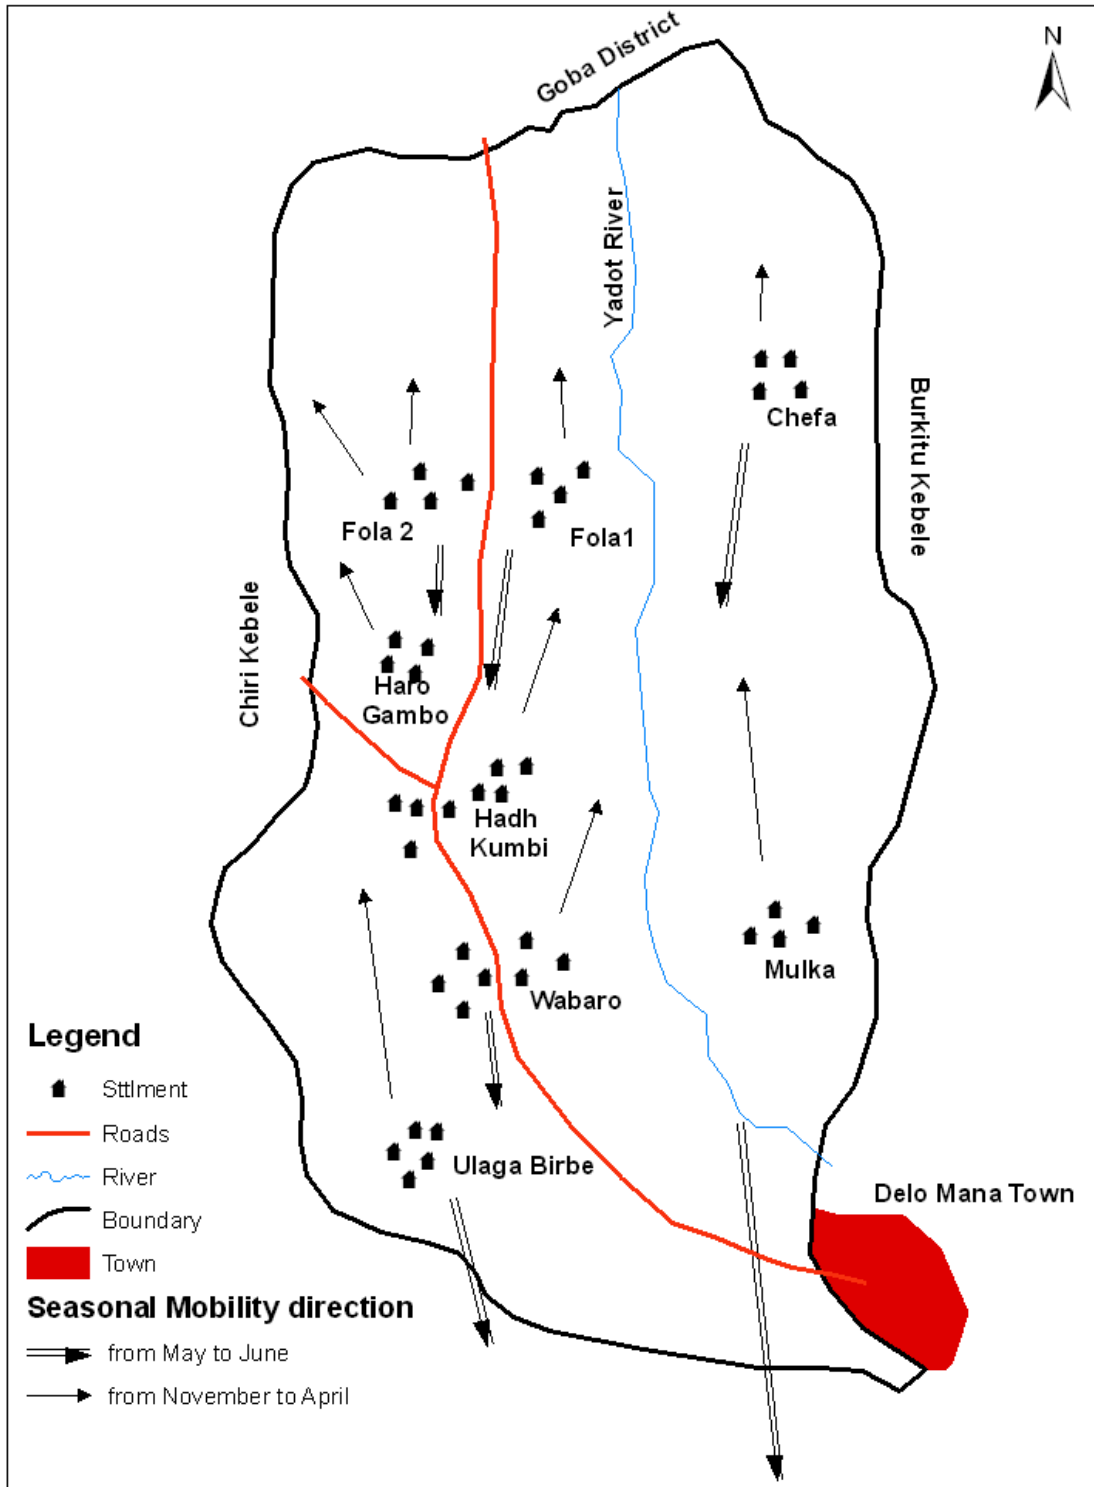 N
Goba District
Yadot River
Chefa
Burkitu Kebele
Fola 2
Fola1
Chiri Kebele
Haro
Gambo
Hadh
Kumbi
Mulka
Wabaro
Ulaga Birbe
Delo Mana Town
Legend
Sttlment
Roads
River
Boundary
Town
Seasonal Mobility direction
from May to June
from November to April